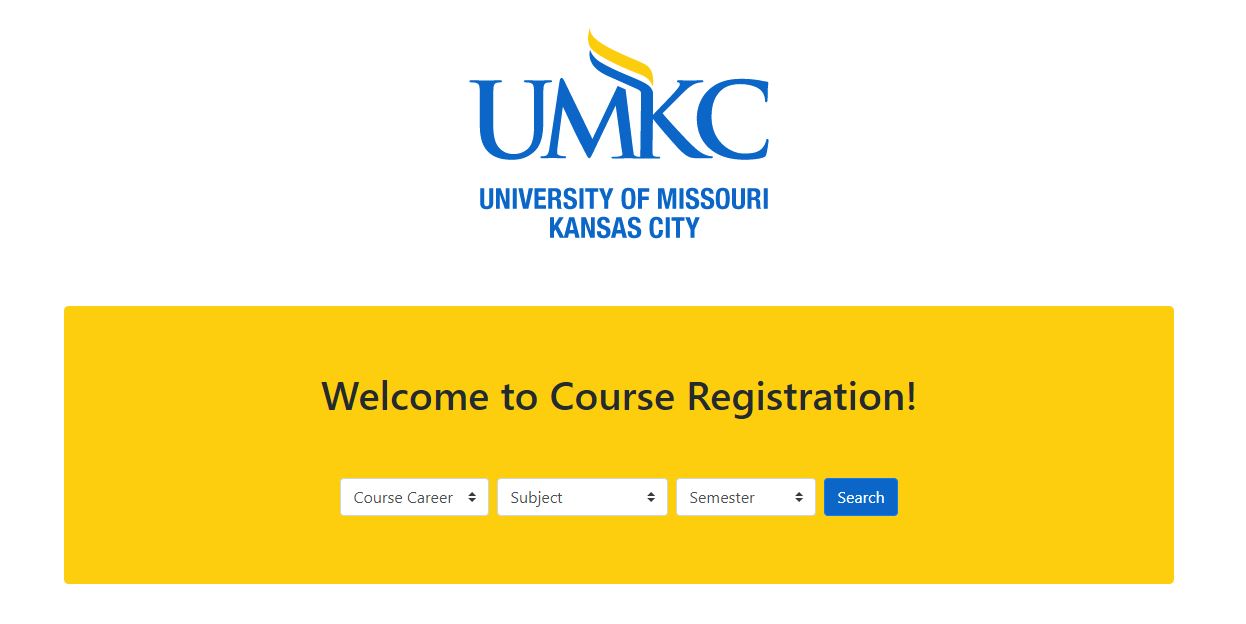 UMKC
UNIVERSITY OF MISSOURI
KANSAS CITY
Welcome to Course Registration!
Course Career Subject Semester Search